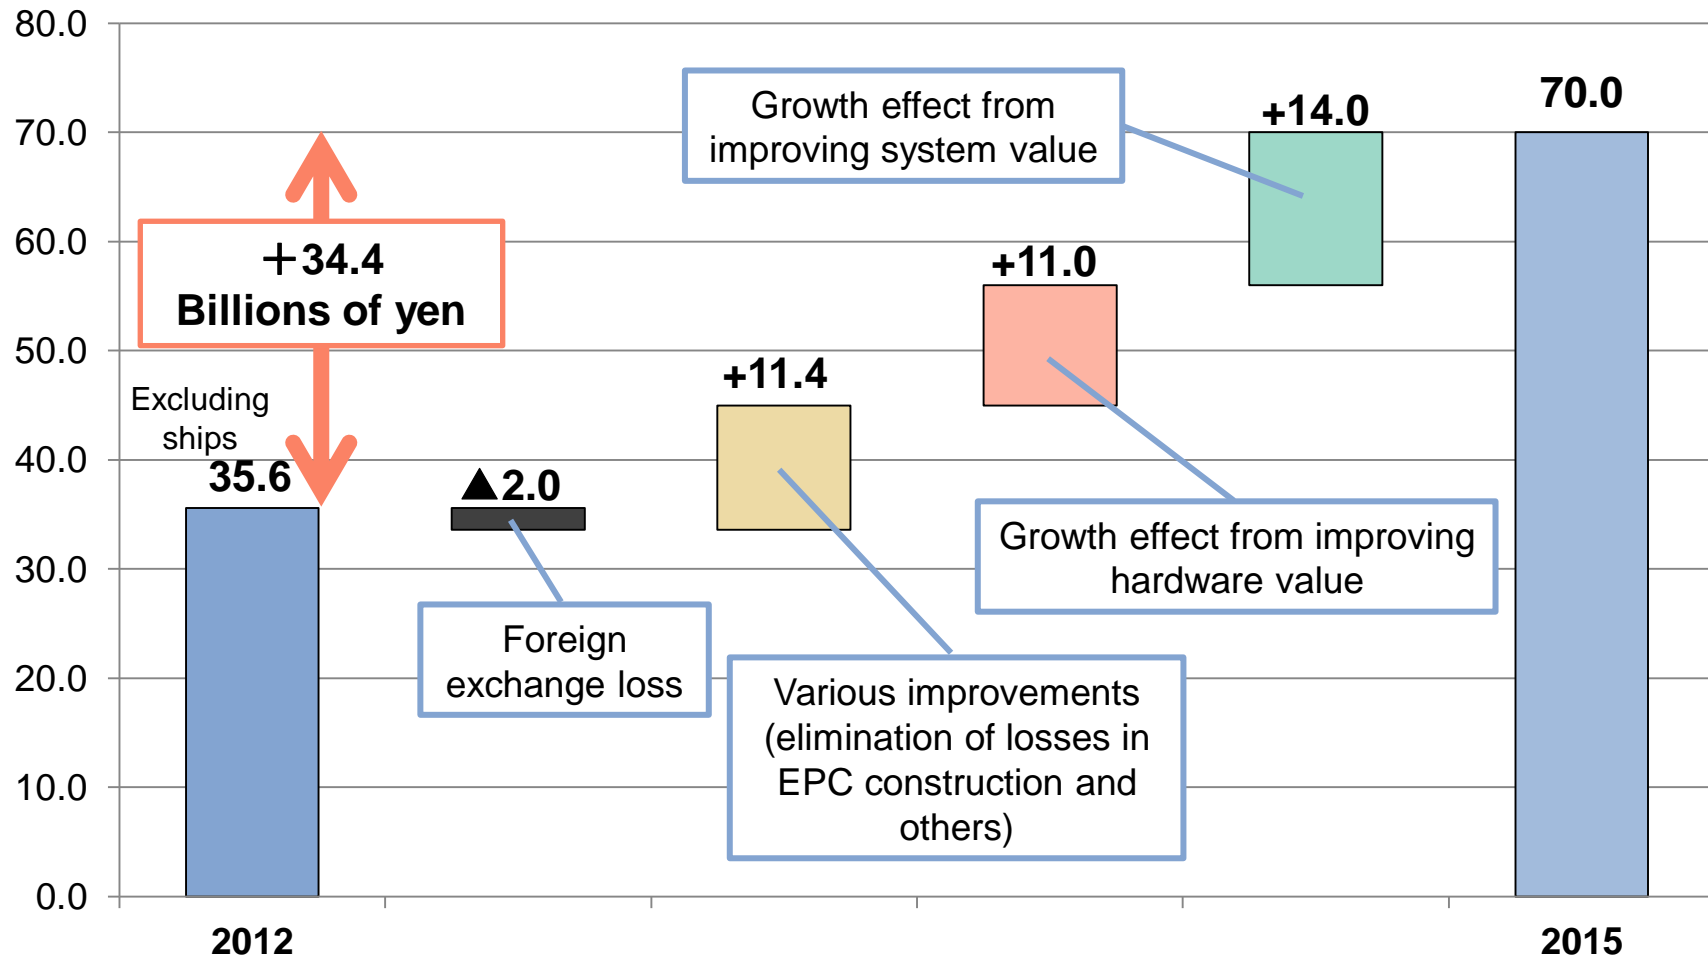 80.0
70.0
60.0
50.0
40.0
30.0
20.0
10.0
0.0
+34.4
Billions of yen
Excluding
ships
35.6
▲2.0
+11.4
+11.0
+14.0
70.0
Growth effect from
improving system value
Growth effect from improving
hardware value
Foreign
exchange loss
Various improvements
(elimination of losses in
EPC construction and
others)
2012
2015